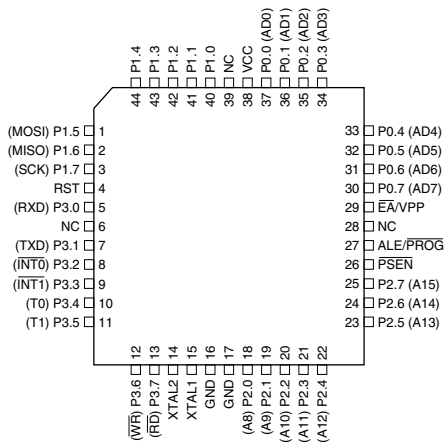 P1.4
P1.3
P1.2
P1.1
P1.0
NC
VCC
P0.0 (AD0)
P0.1 (AD1)
P0.2 (AD2)
P0.3 (AD3)
44
43
42
41
40
39
38
37
36
35
34
(MOSI) P1.5 1
(MISO) P1.6 2
(SCK) P1.7 3
RST 4
(RXD) P3.0 5
NC 6
(TXD) P3.1 7
(INT0) P3.2 8
(INT1) P3.3 9
(T0) P3.4 10
(T1) P3.5 11
33 P0.4 (AD4)
32 P0.5 (AD5)
31 P0.6 (AD6)
30 P0.7 (AD7)
29 EA/VPP
28 NC
27 ALE/PROG
26 PSEN
25 P2.7 (A15)
24 P2.6 (A14)
23 P2.5 (A13)
12
13
14
15
16
17
18
19
20
21
22
(WR) P3.6
(RD) P3.7
XTAL2
XTAL1
GND
GND
(A8) P2.0
(A9) P2.1
(A10) P2.2
(A11) P2.3
(A12) P2.4